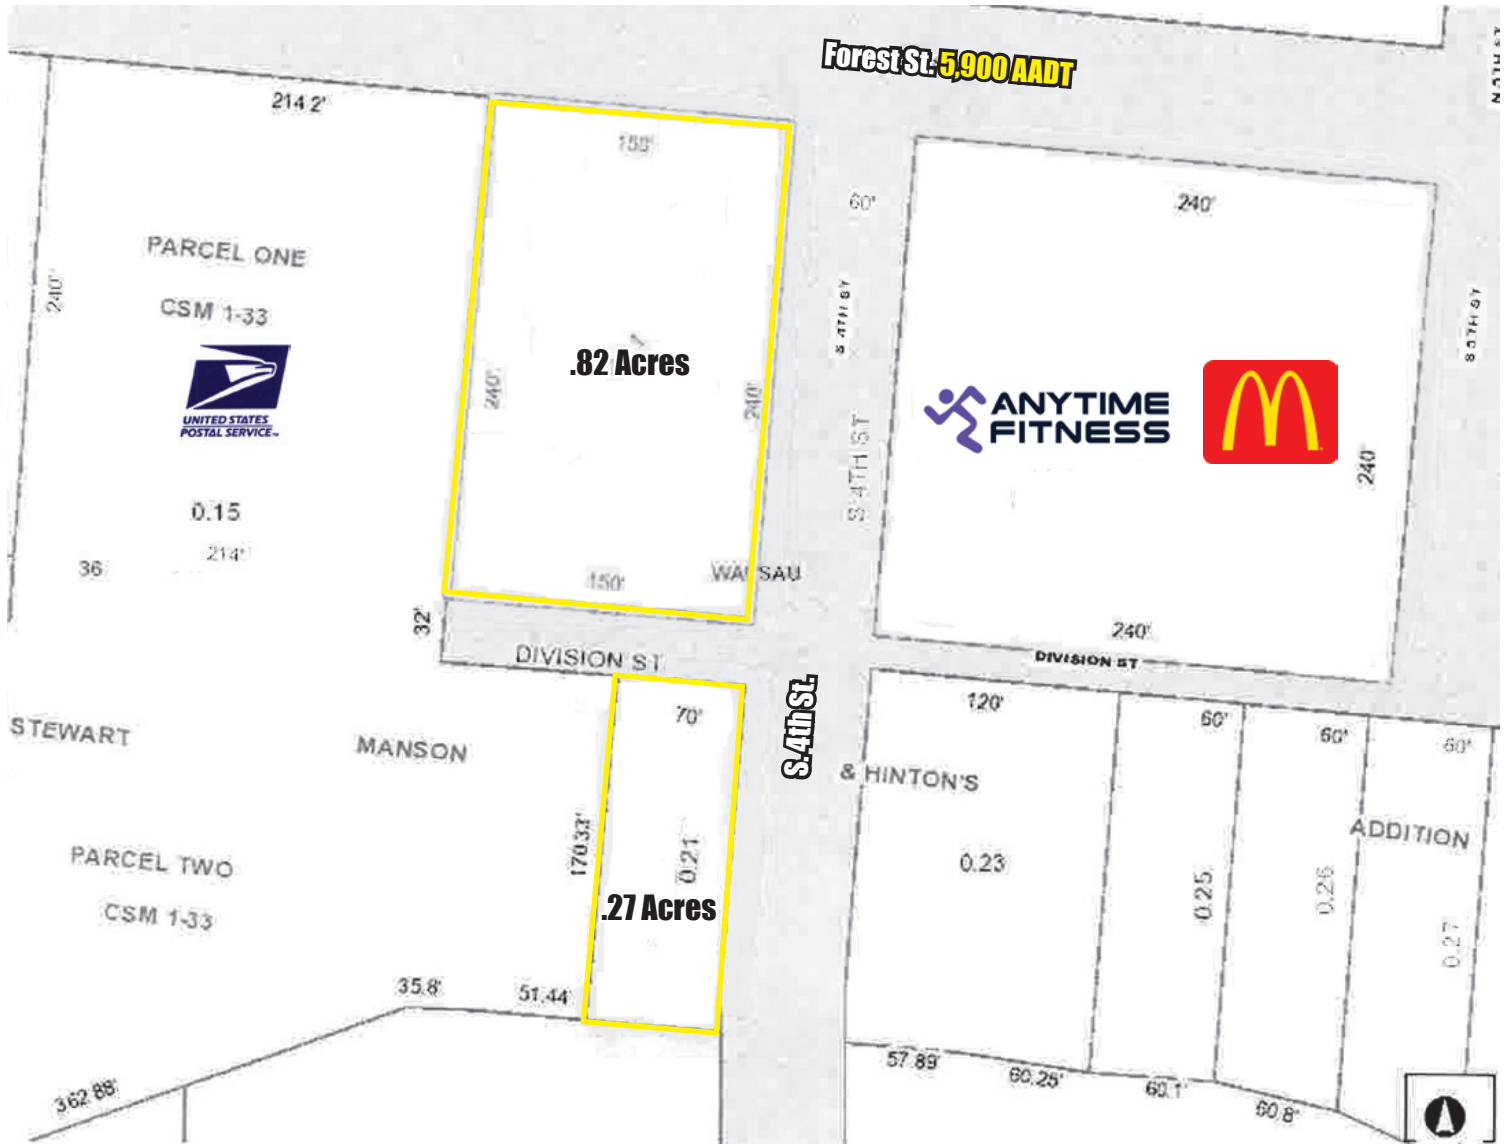 Forest St. 5,900 AADT
214.2'
150'
60'
240'
PARCEL ONE
CSM 1-33
240'
S 4TH ST
S 5TH ST
.82 Acres
240'
240'
UNITED STATES
POSTAL SERVICE
ANYTIME
FITNESS
240'
S 4TH ST
0.15
214'
36
150'
WAUSAU
32'
240'
DIVISION ST
DIVISION ST
70'
S. 4th St.
120'
60'
60'
60'
STEWART
MANSON
& HINTON'S
ADDITION
170.33'
0.21
PARCEL TWO
CSM 1-33
0.23
0.25
0.26
0.27
.27 Acres
35.8'
51.44'
57.89'
60.25'
60.1'
60.8'
362.88'